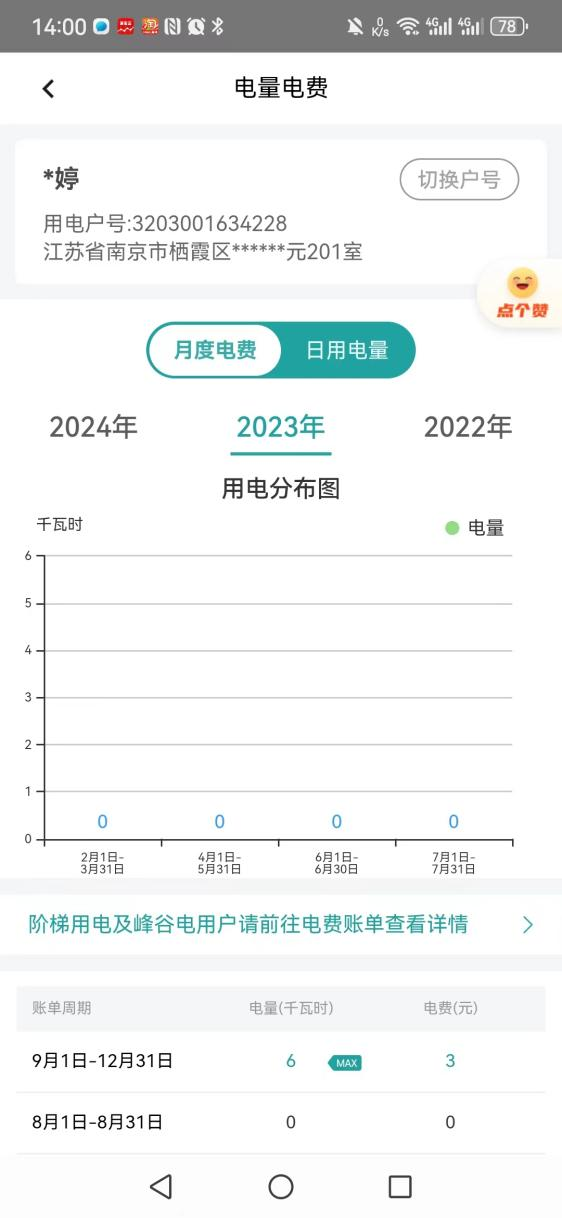 14:00
0
K/s
4G
4G
78
电量电费
*婷
切换户号
用电户号:3203001634228
江苏省南京市栖霞区******元201室
点个赞
月度电费 日用电量
2024年 2023年 2022年
用电分布图
千瓦时
电量
6
5
4
3
2
1
0
0 0 0 0
2月1日- 4月1日- 6月1日- 7月1日-
3月31日 5月31日 6月30日 7月31日
阶梯用电及峰谷电用户请前往电费账单查看详情
账单周期 电量(千瓦时) 电费(元)
9月1日-12月31日 6 MAX 3
8月1日-8月31日 0 0